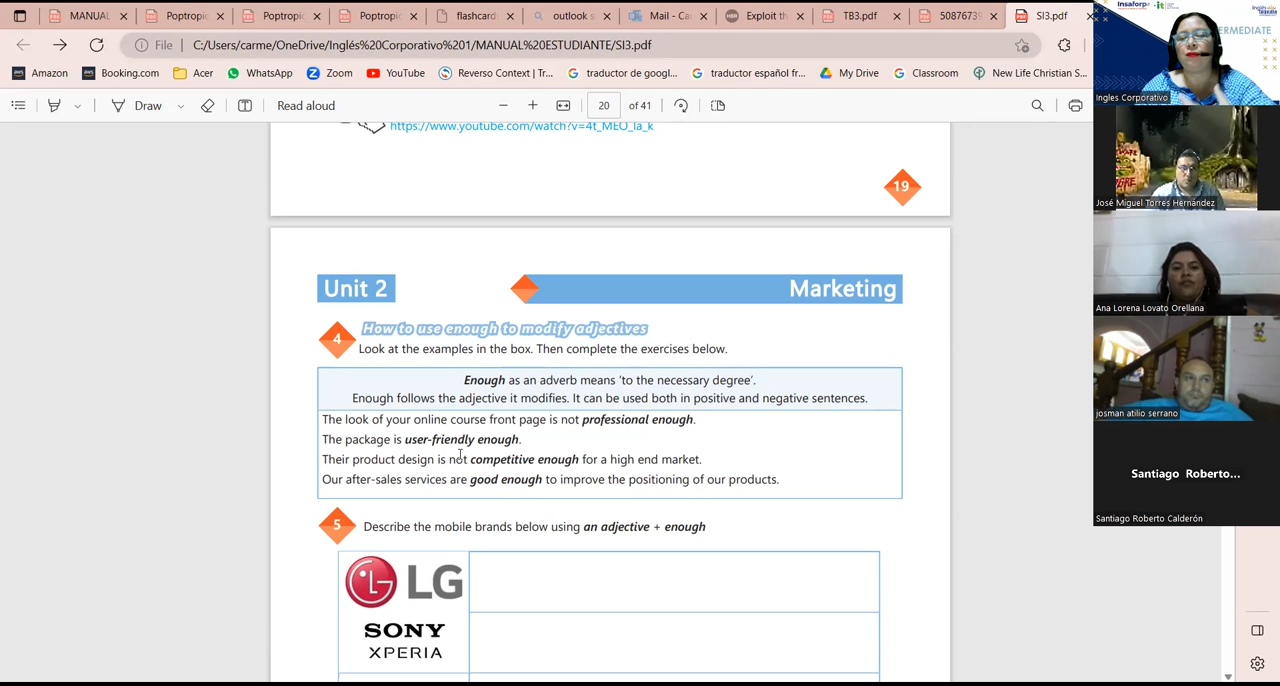 MANUAL
Poptropic
Poptropic
Poptropic
flashcard
outlook s
Mail - Ca
HBR
Exploit th
TB3.pdf
5087673
SI3.pdf
File
C:/Users/carme/OneDrive/Inglés%20Corporativo%201/MANUAL%20ESTUDIANTE/SI3.pdf
Amazon
Booking.com
Acer
WhatsApp
Zoom
YouTube
Reverso Context | Tr...
traductor de googl...
traductor español fr...
My Drive
Classroom
New Life Christian S...
Draw
Read aloud
20
of 41
https://www.youtube.com/watch?v=4t_MEO_la_k
19
Unit 2
Marketing
4
How to use enough to modify adjectives
Look at the examples in the box. Then complete the exercises below.
Enough as an adverb means ‘to the necessary degree’.
Enough follows the adjective it modifies. It can be used both in positive and negative sentences.
The look of your online course front page is not professional enough.
The package is user-friendly enough.
Their product design is not competitive enough for a high end market.
Our after-sales services are good enough to improve the positioning of our products.
5
Describe the mobile brands below using an adjective + enough
LG
SONY
XPERIA
Insaforp
it
ERMEDIATE
Ingles Corporativo
José Miguel Torres Hernández
Ana Lorena Lovato Orellana
josman atilio serrano
Santiago Roberto...
Santiago Roberto Calderón